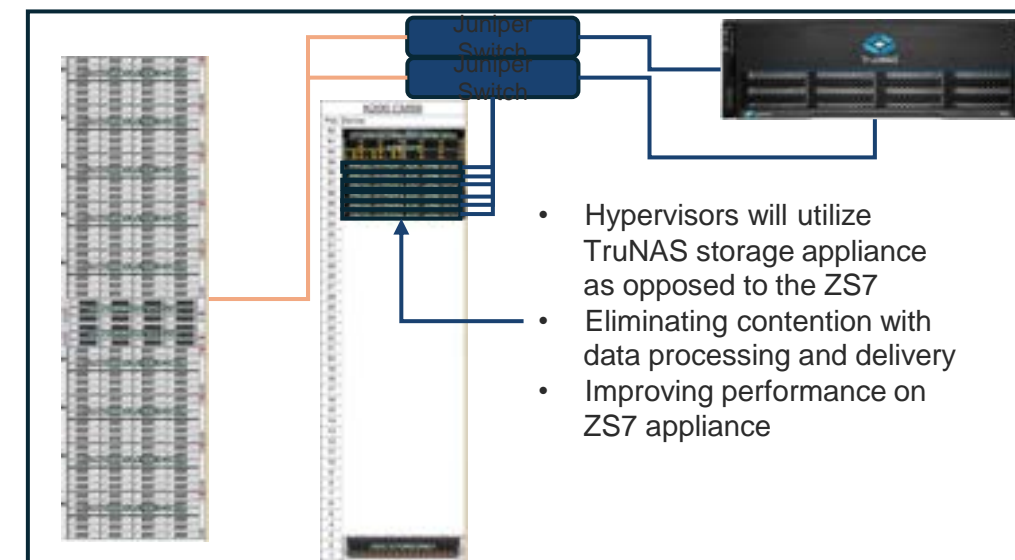 Juniper
Switch
Juniper
Switch
TruNAS
• Hypervisors will utilize
TruNAS storage appliance
as opposed to the ZS7
• Eliminating contention with
data processing and delivery
• Improving performance on
ZS7 appliance